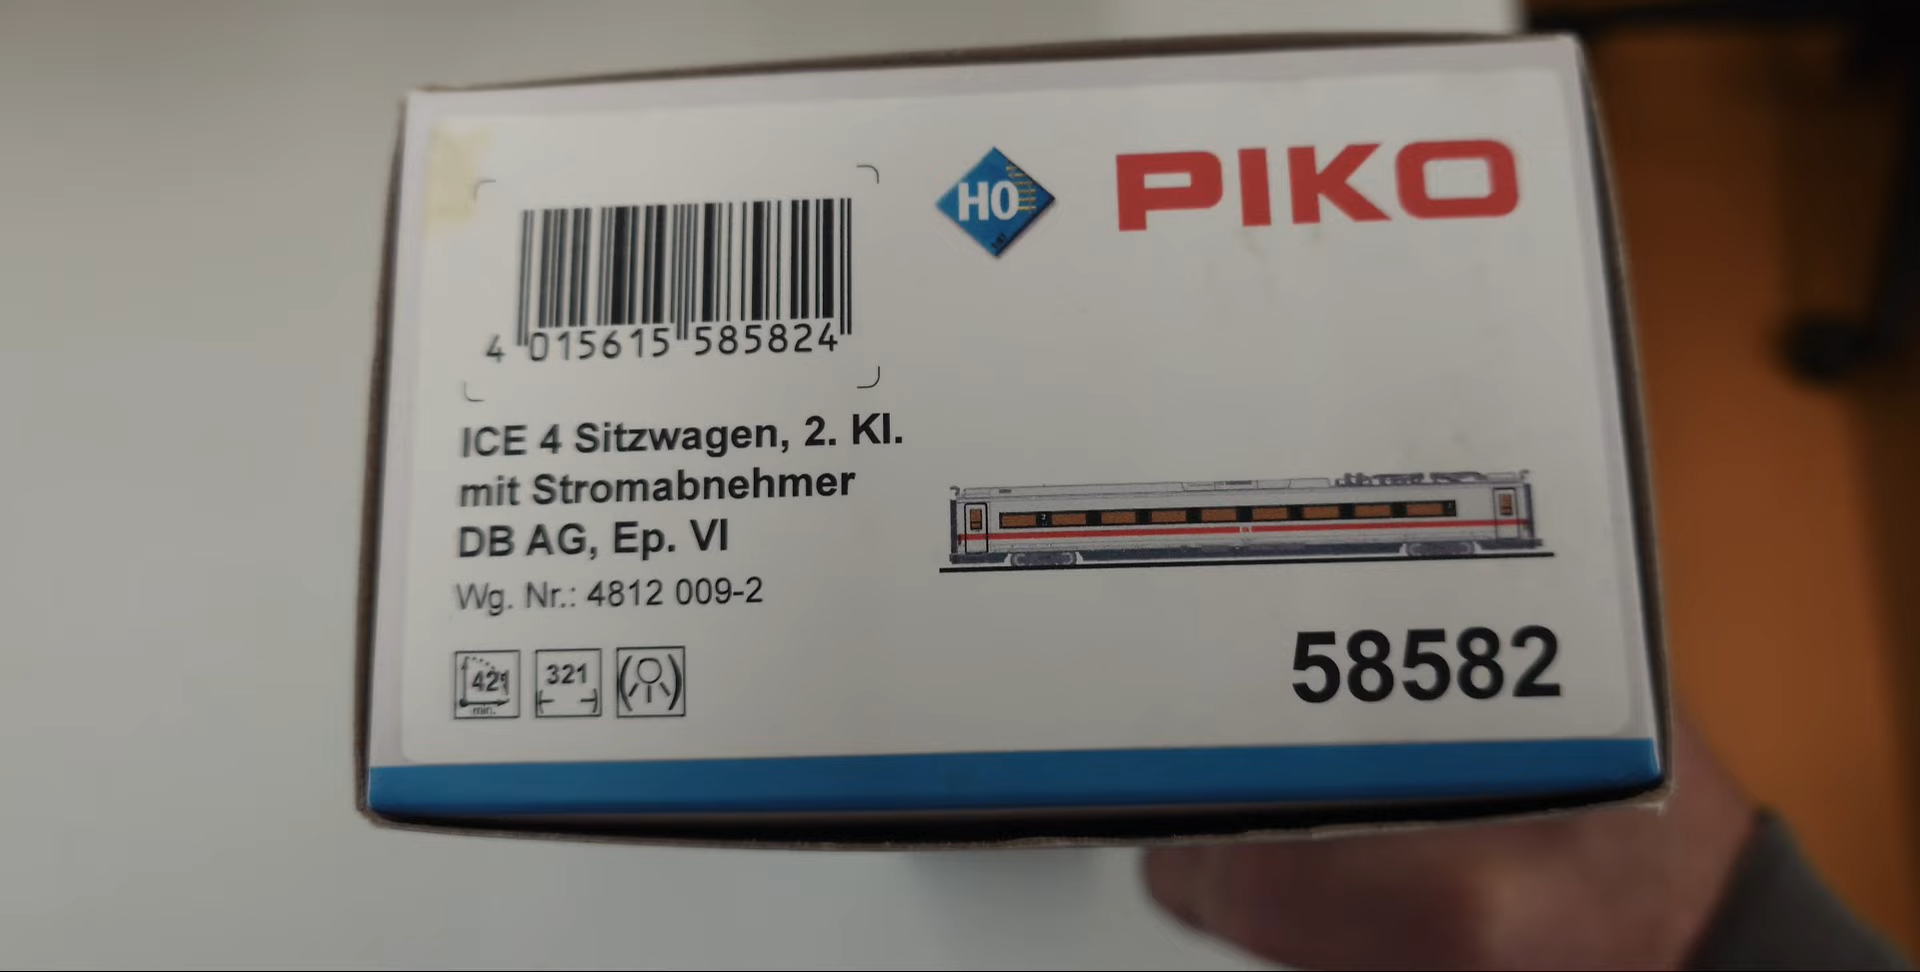 H0
PIKO
4 015615 585824
ICE 4 Sitzwagen, 2. Kl.
mit Stromabnehmer
DB AG, Ep. VI
Wg. Nr.: 4812 009-2
321
min.
58582